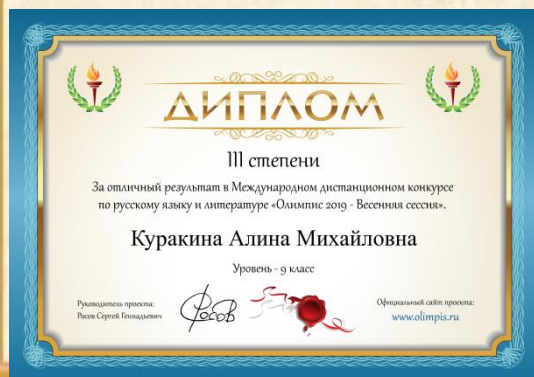 ДИПЛОМ
III степени
За отличный результат в Международном дистанционном конкурсе
по русскому языку и литературе «Олимпис 2019 - Весенняя сессия».
Куракина Алина Михайловна
Уровень - 9 класс
Руководитель проекта:
Росов Сергей Геннадьевич
Росов
Официальный сайт проекта:
www.olimpis.ru